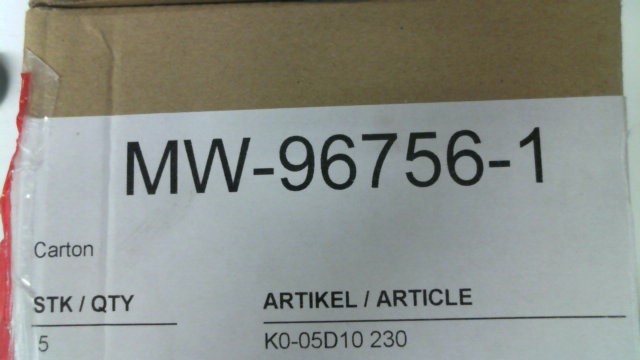 MW-96756-1
Carton
STK / QTY ARTIKEL / ARTICLE
5 K0-05D10 230